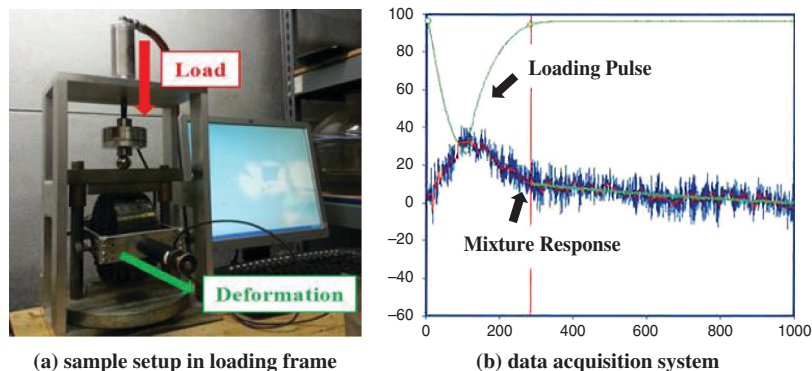 Load
Deformation
(a) sample setup in loading frame
100
80
60
40
20
0
−20
−40
−60
0
200
400
600
800
1000
Loading Pulse
Mixture Response
(b) data acquisition system